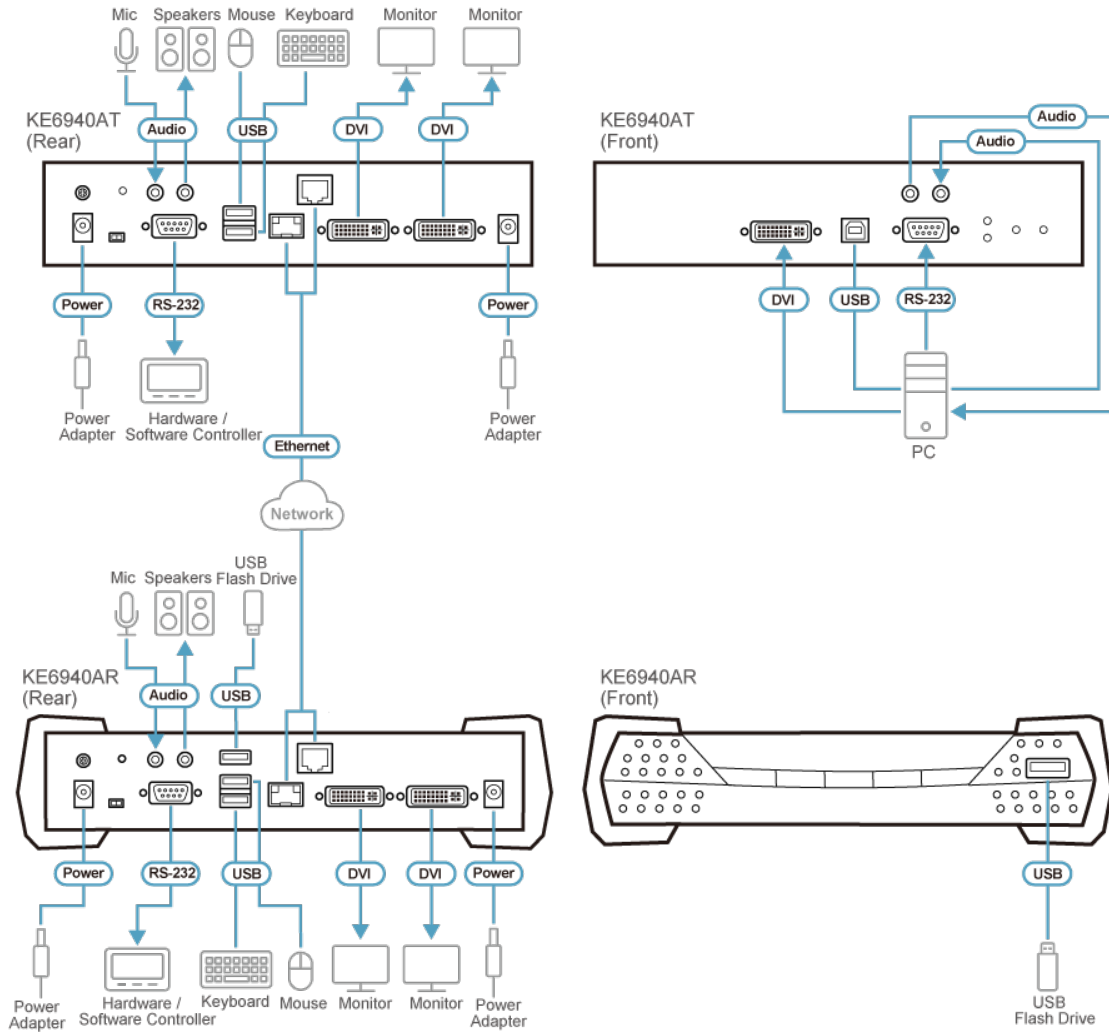 Mic
Speakers
Mouse
Keyboard
Monitor
Monitor
KE6940AT
(Rear)
Audio
USB
DVI
DVI
Power
RS-232
Power
Power
Adapter
Hardware /
Software Controller
Power
Adapter
Ethernet
Network
KE6940AT
(Front)
Audio
Audio
DVI
USB
RS-232
PC
Mic
Speakers
USB
Flash Drive
KE6940AR
(Rear)
Audio
USB
Power
RS-232
USB
DVI
DVI
Power
Power
Adapter
Hardware /
Software Controller
Keyboard
Mouse
Monitor
Monitor
Power
Adapter
KE6940AR
(Front)
USB
USB
Flash Drive